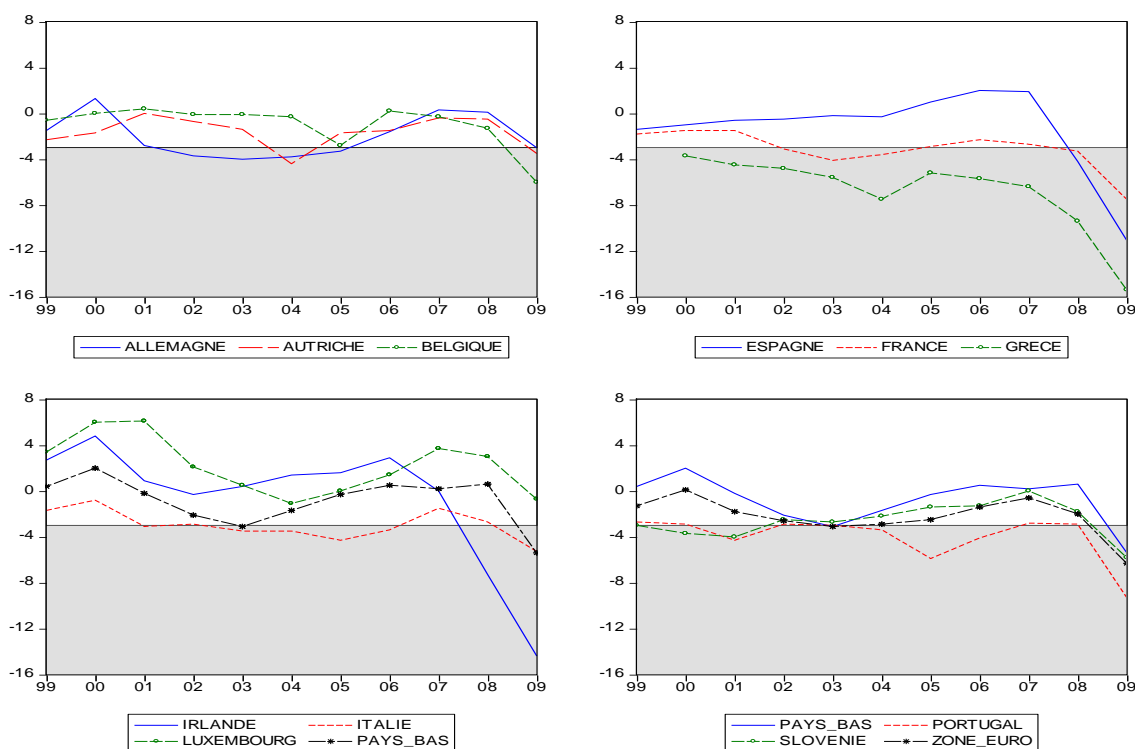 8
4
0
-4
-8
-12
-16
99 00 01 02 03 04 05 06 07 08 09
ALLEMAGNE AUTRICHE BELGIQUE
8
4
0
-4
-8
-12
-16
99 00 01 02 03 04 05 06 07 08 09
ESPAGNE FRANCE GRECE
8
4
0
-4
-8
-12
-16
99 00 01 02 03 04 05 06 07 08 09
IRLANDE ITALIE
LUXEMBOURG PAYS_BAS
8
4
0
-4
-8
-12
-16
99 00 01 02 03 04 05 06 07 08 09
PAYS_BAS PORTUGAL
SLOVENIE ZONE_EURO